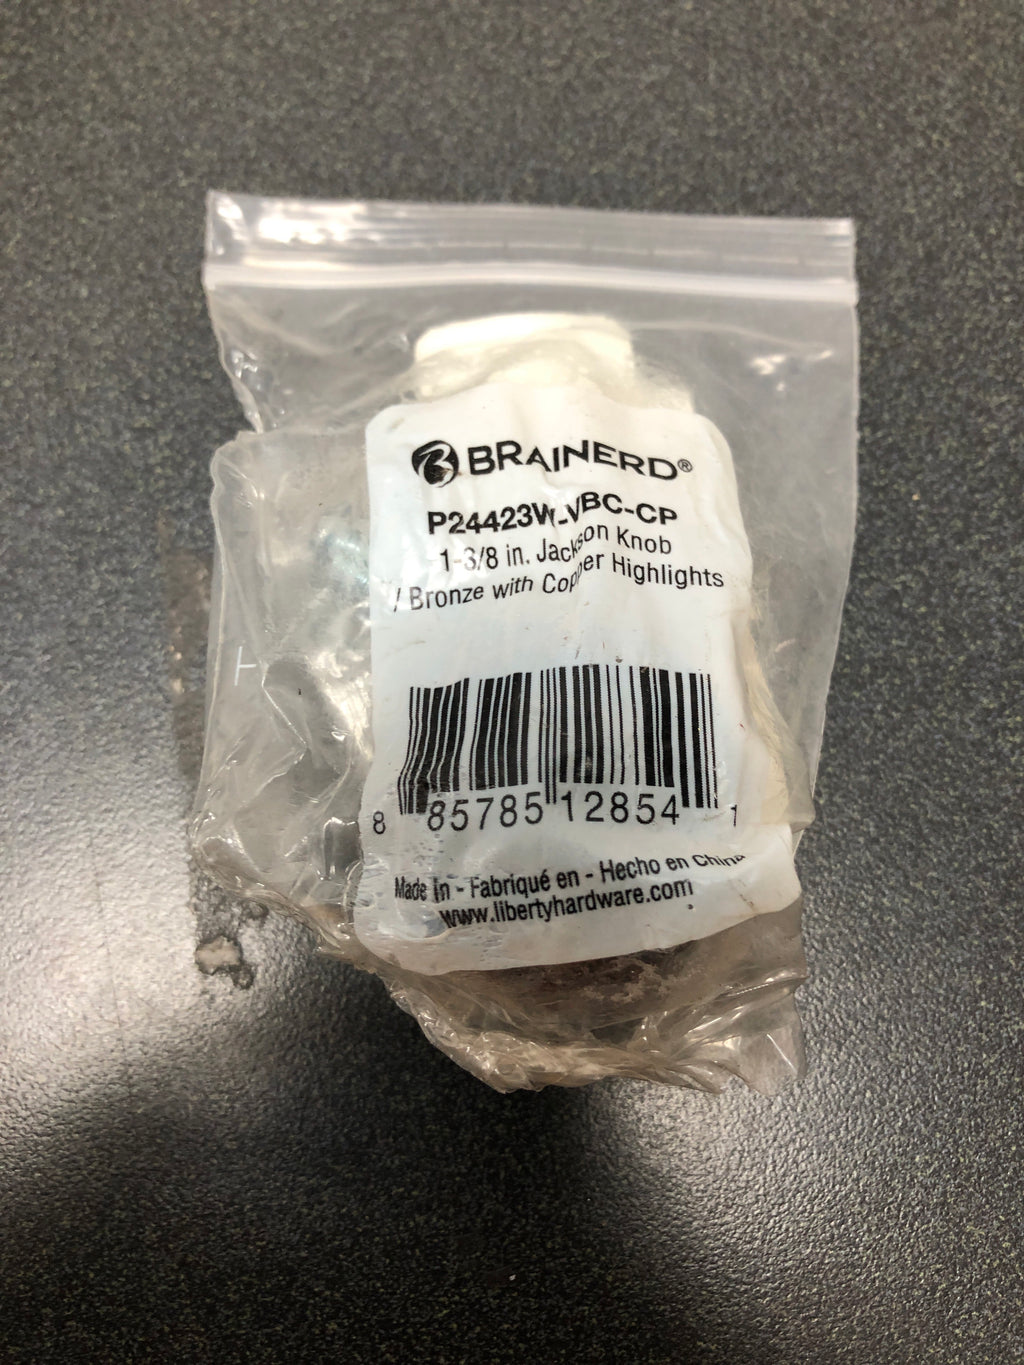 BRAINERD®
P24423W-VBC-CP
1-3/8 in. Jackson Knob
/ Bronze with Copper Highlights
8 85785 12854 1
Made In - Fabriqué en - Hecho en China
www.libertyhardware.com